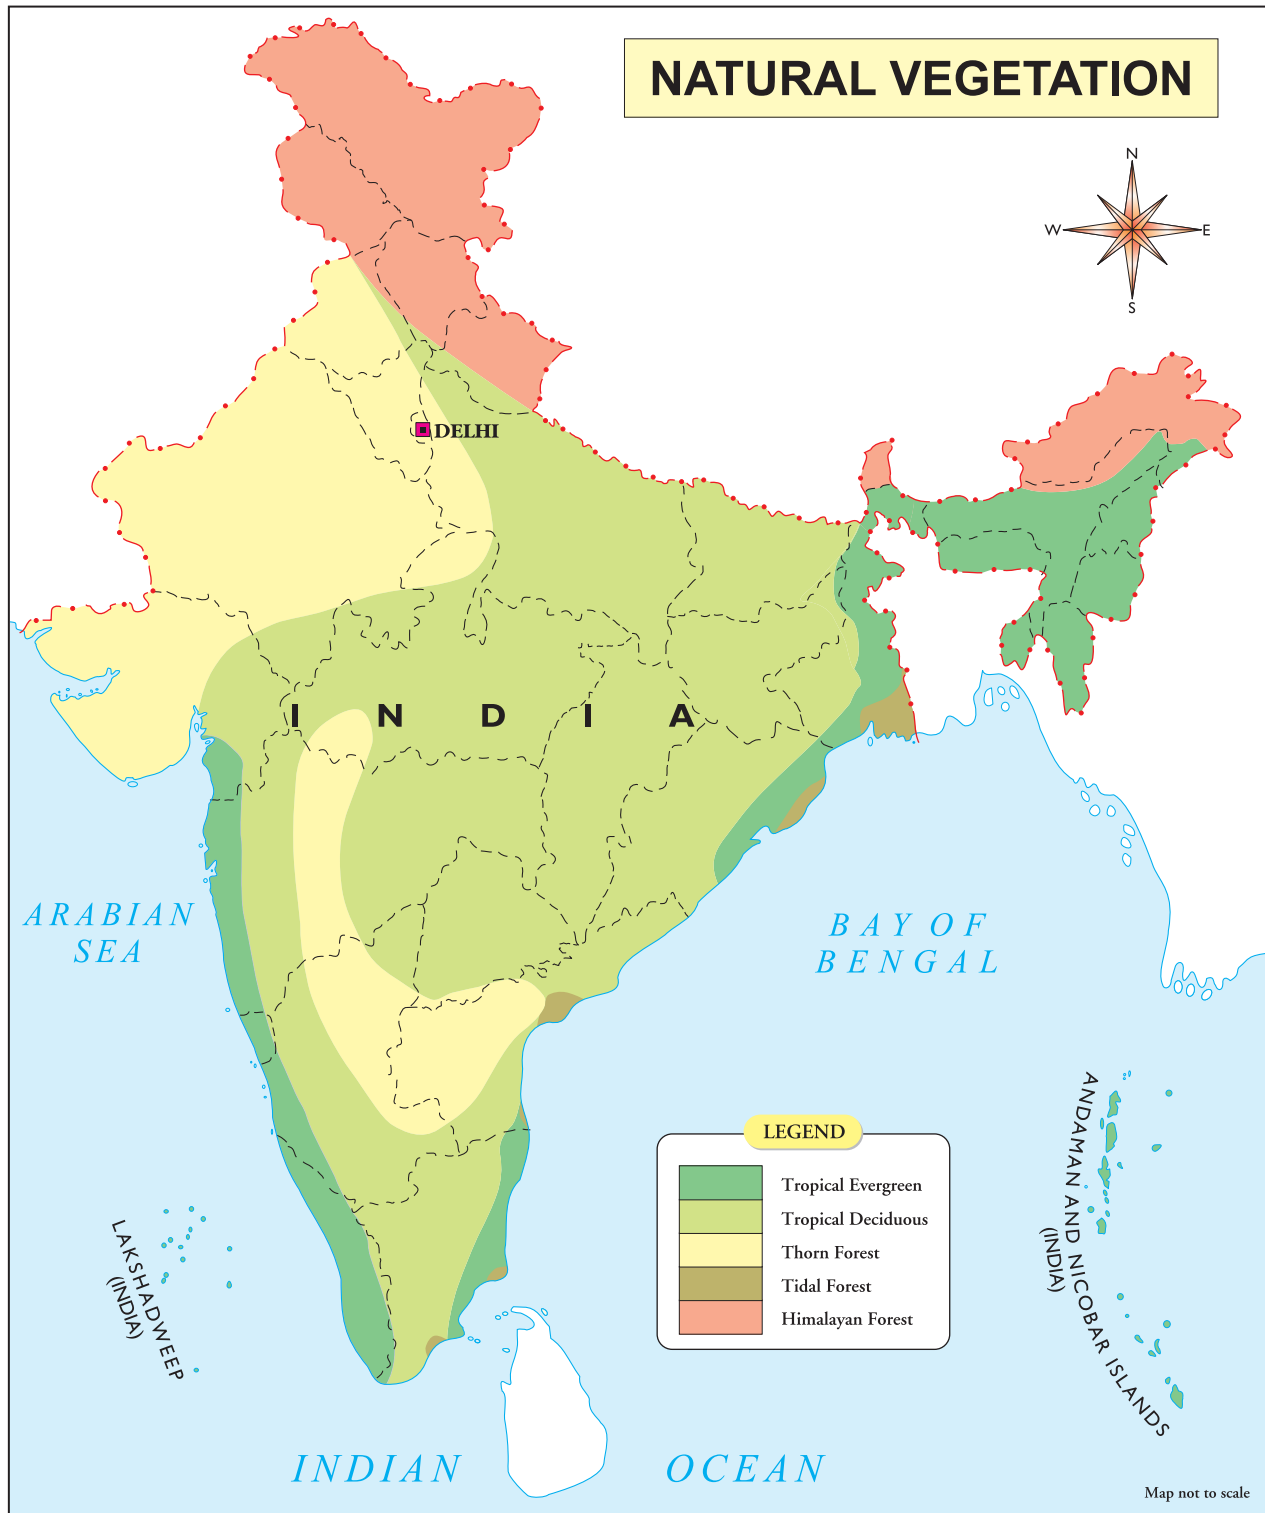 NATURAL VEGETATION
N
W
E
S
DELHI
INDIA
ARABIAN
SEA
BAY OF
BENGAL
LEGEND
Tropical Evergreen
Tropical Deciduous
Thorn Forest
Tidal Forest
Himalayan Forest
ANDAMAN AND NICOBAR ISLANDS
(INDIA)
LAKSHADWEEP
(INDIA)
INDIAN OCEAN
Map not to scale